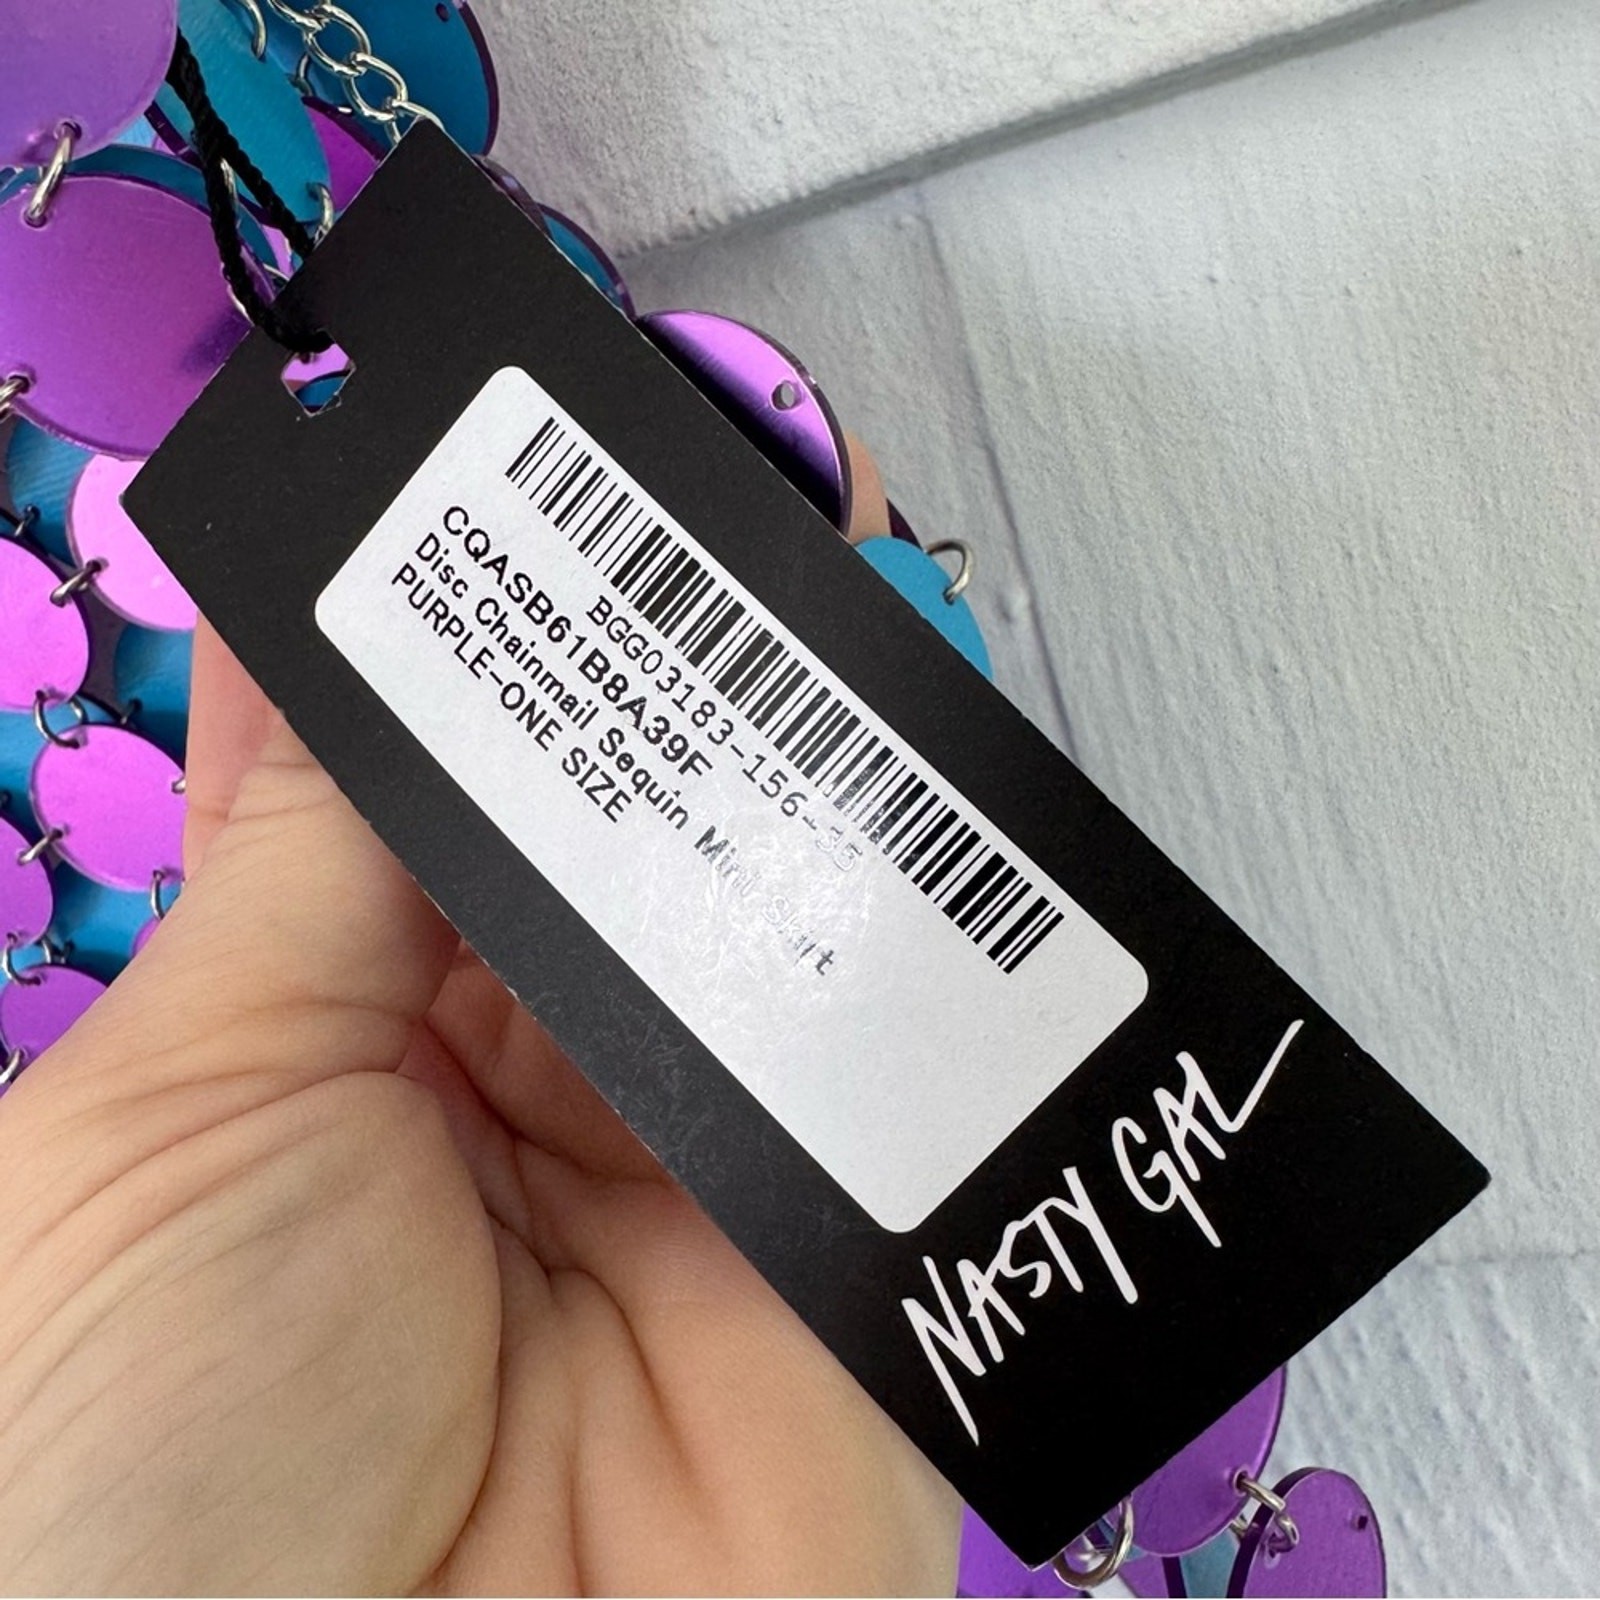 BGG03183-156-35
CQASB61B8A39F
Disc Chainmail Sequin Mini Skirt
PURPLE-ONE SIZE
NASTY GAL